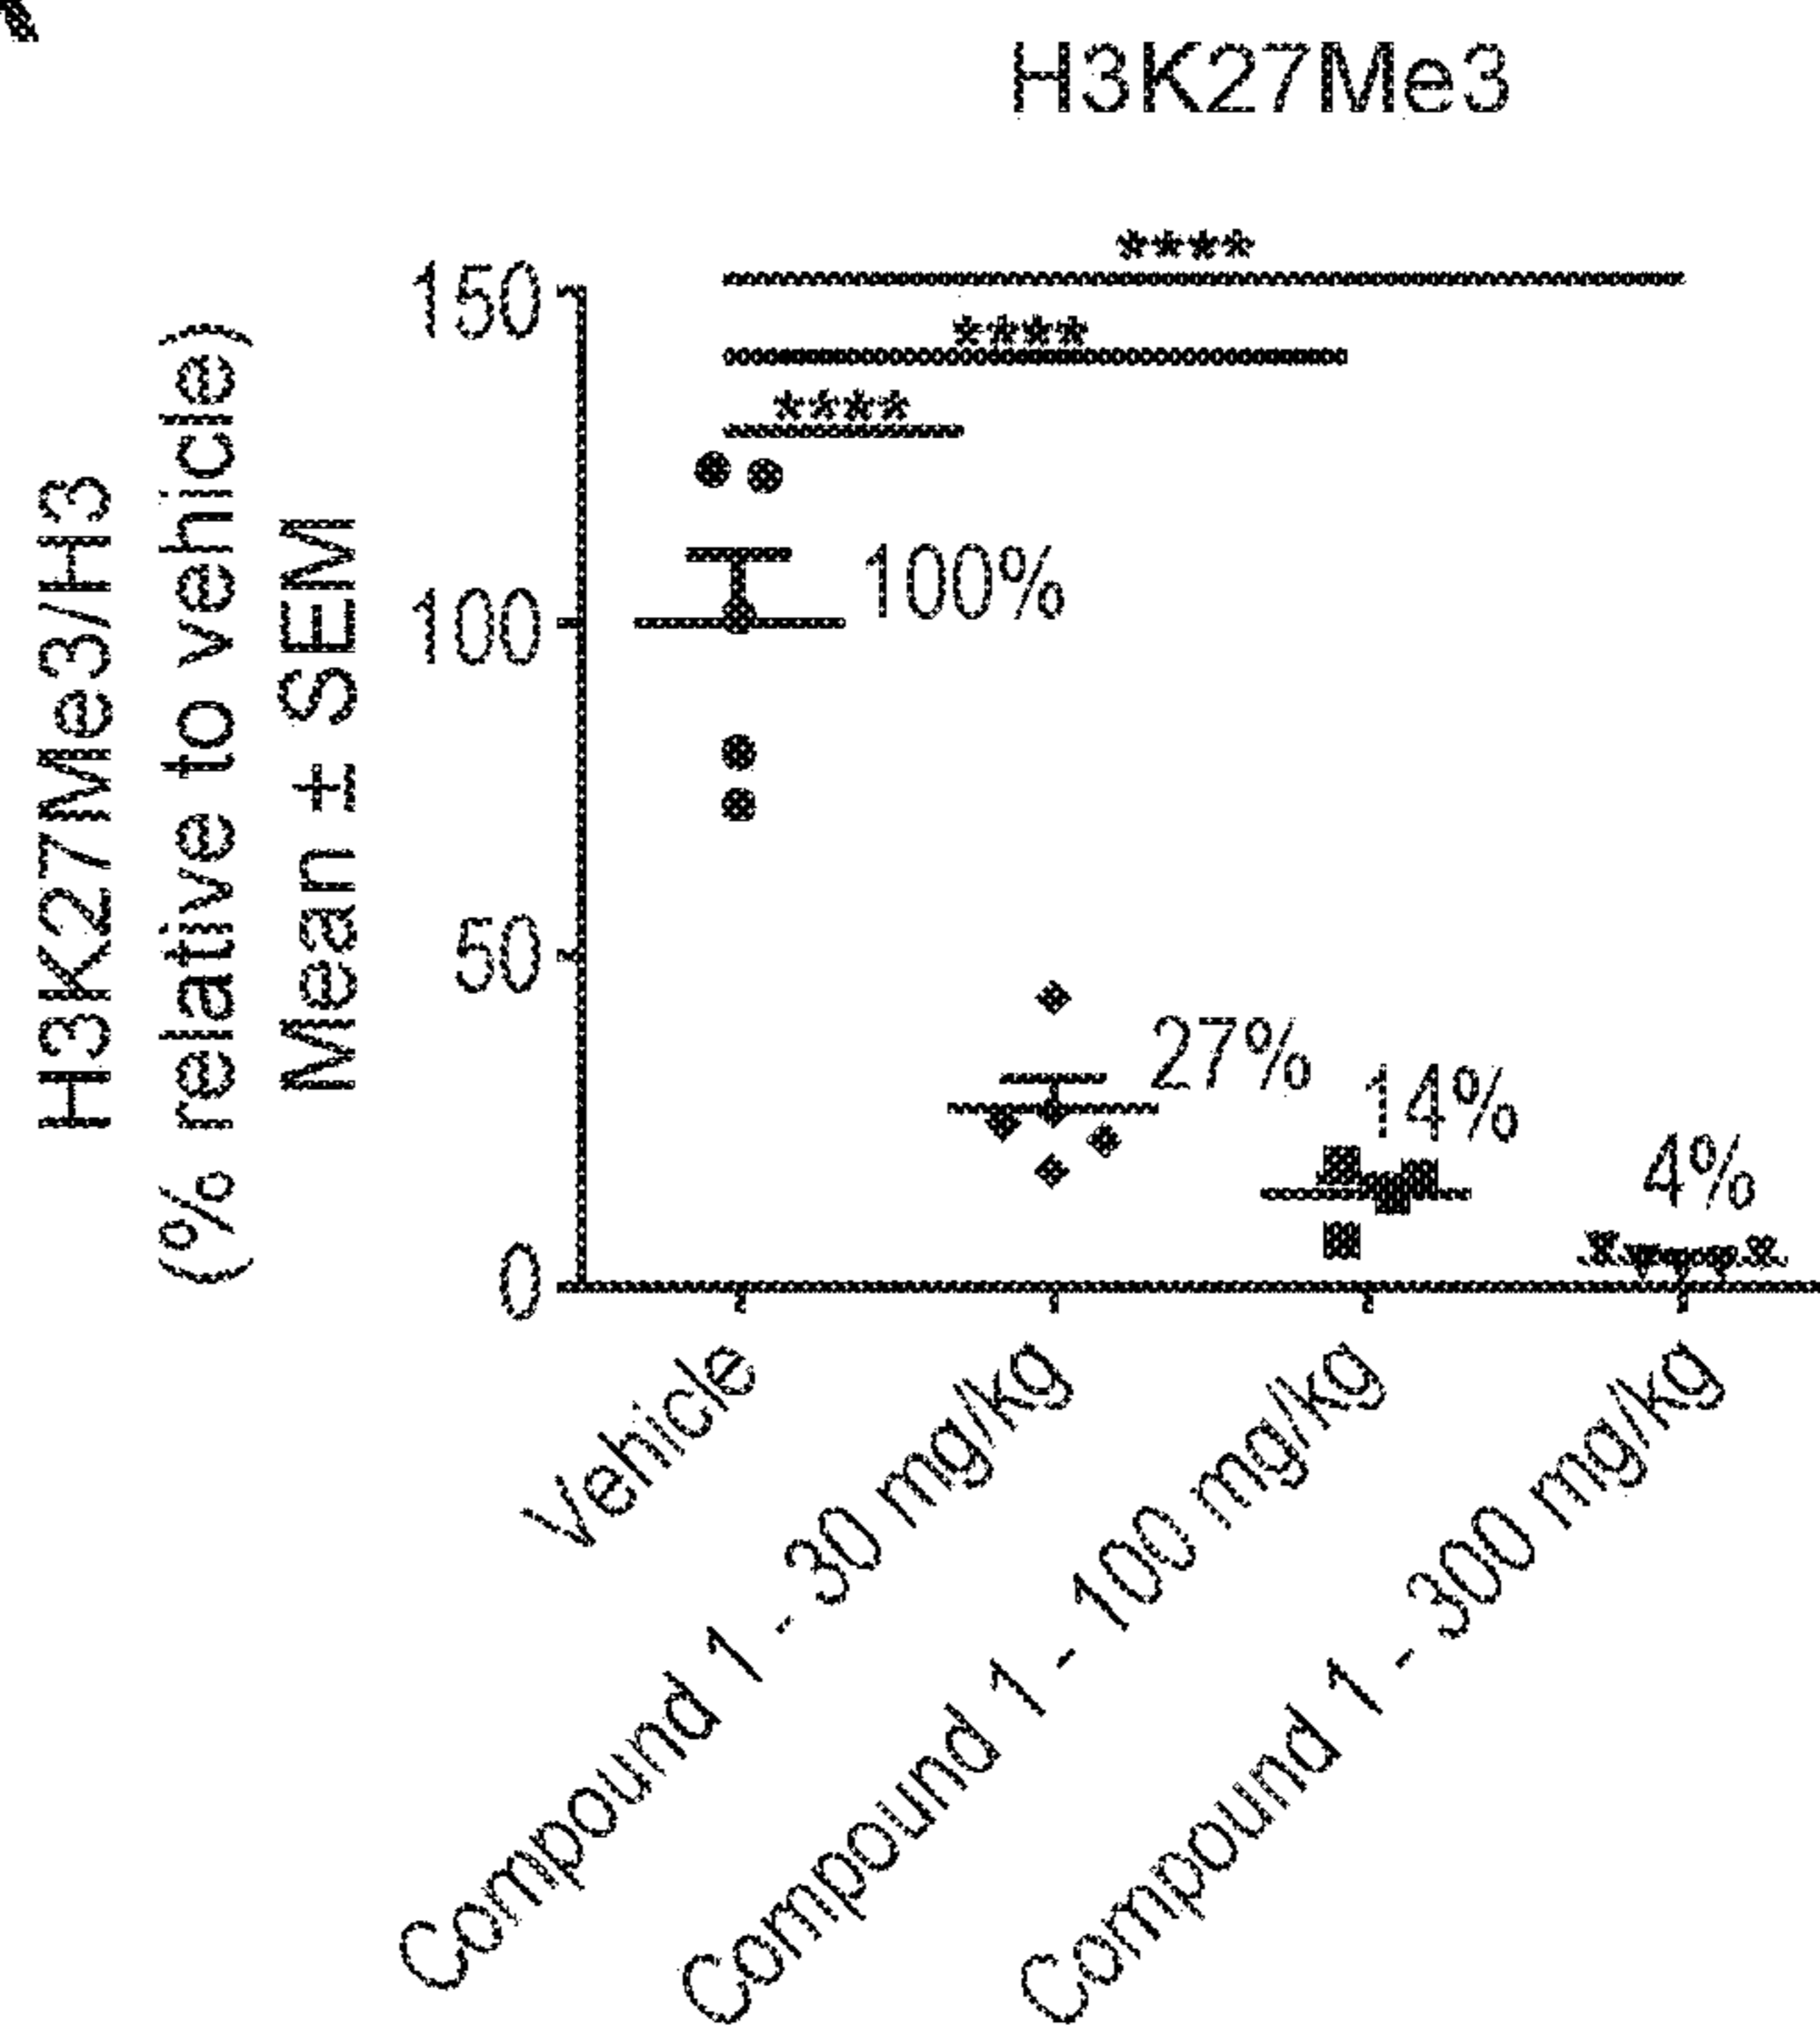 H3K27Me3
H3K27Me3/H3
(% relative to vehicle)
Mean ± SEM
150
100
50
0
****
****
****
100%
27%
14%
4%
Vehicle
Compound 1 - 30 mg/kg
Compound 1 - 100 mg/kg
Compound 1 - 300 mg/kg